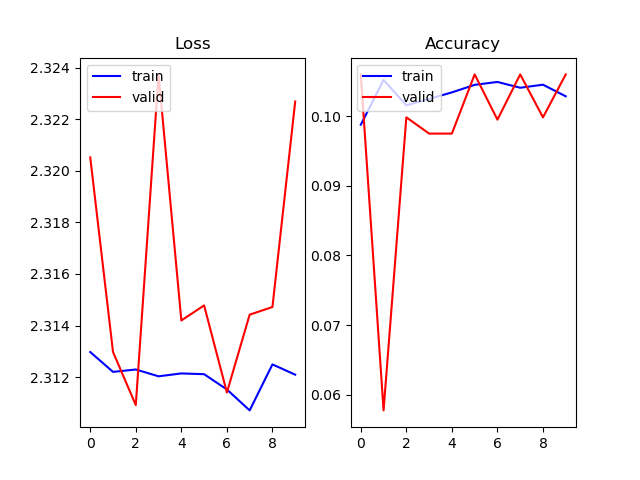 Loss
train
valid
2.324
2.322
2.320
2.318
2.316
2.314
2.312
0 2 4 6 8
Accuracy
train
valid
0.10
0.09
0.08
0.07
0.06
0 2 4 6 8